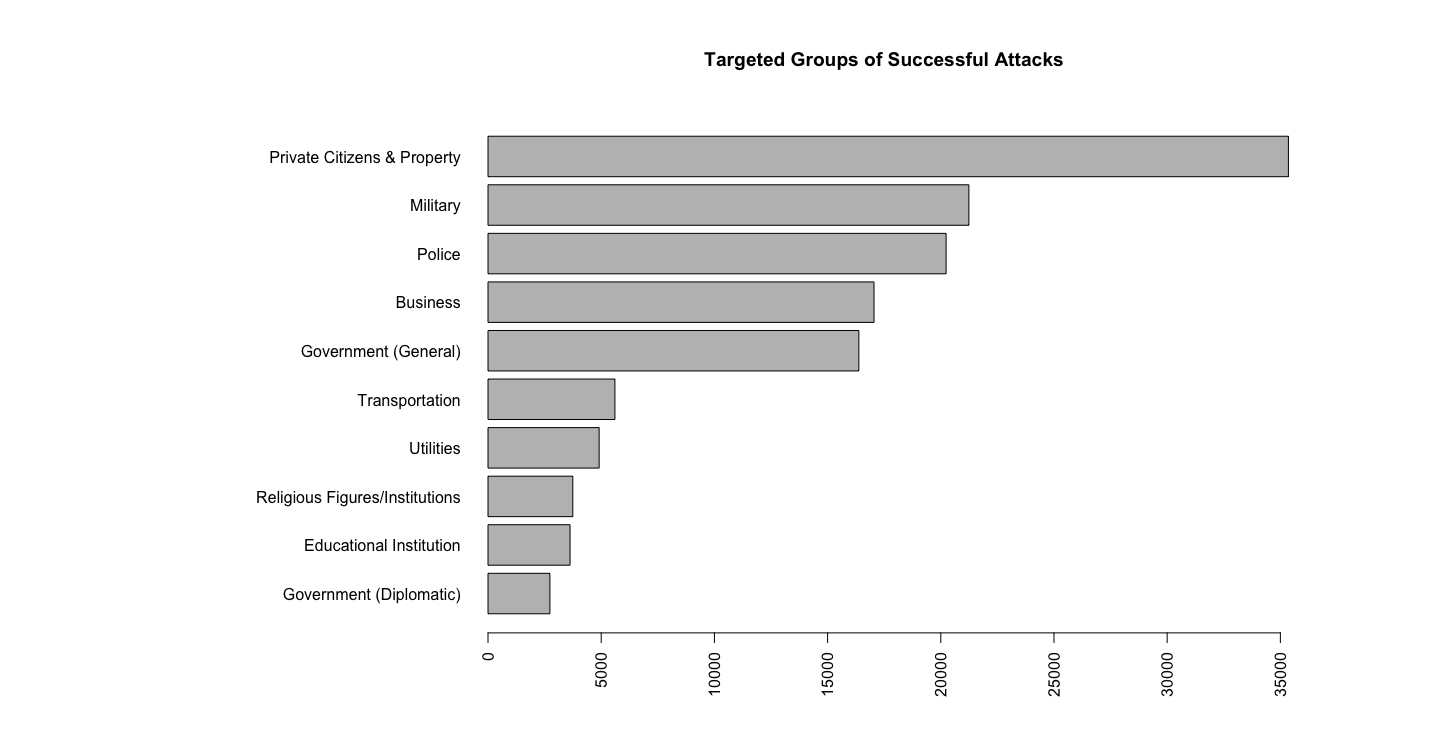 Targeted Groups of Successful Attacks
Private Citizens & Property
Military
Police
Business
Government (General)
Transportation
Utilities
Religious Figures/Institutions
Educational Institution
Government (Diplomatic)
0
5000
10000
15000
20000
25000
30000
35000